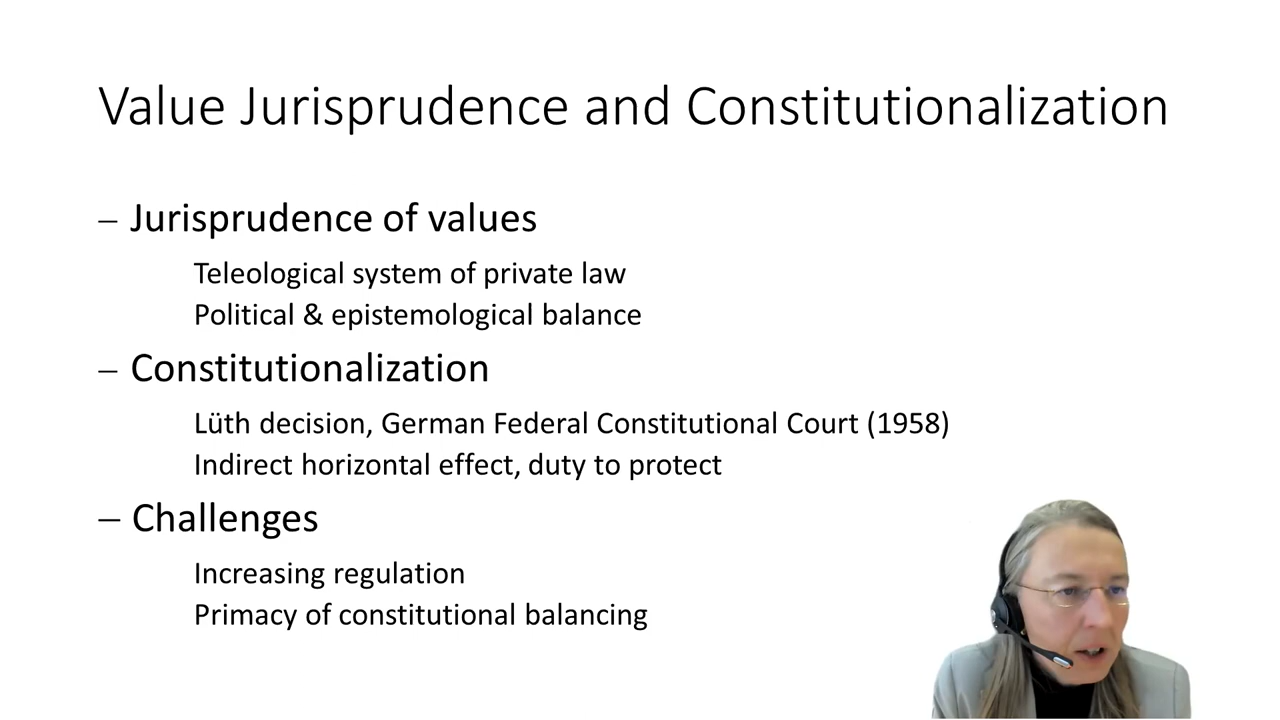 Value Jurisprudence and Constitutionalization
– Jurisprudence of values
Teleological system of private law
Political & epistemological balance
– Constitutionalization
Lüth decision, German Federal Constitutional Court (1958)
Indirect horizontal effect, duty to protect
– Challenges
Increasing regulation
Primacy of constitutional balancing